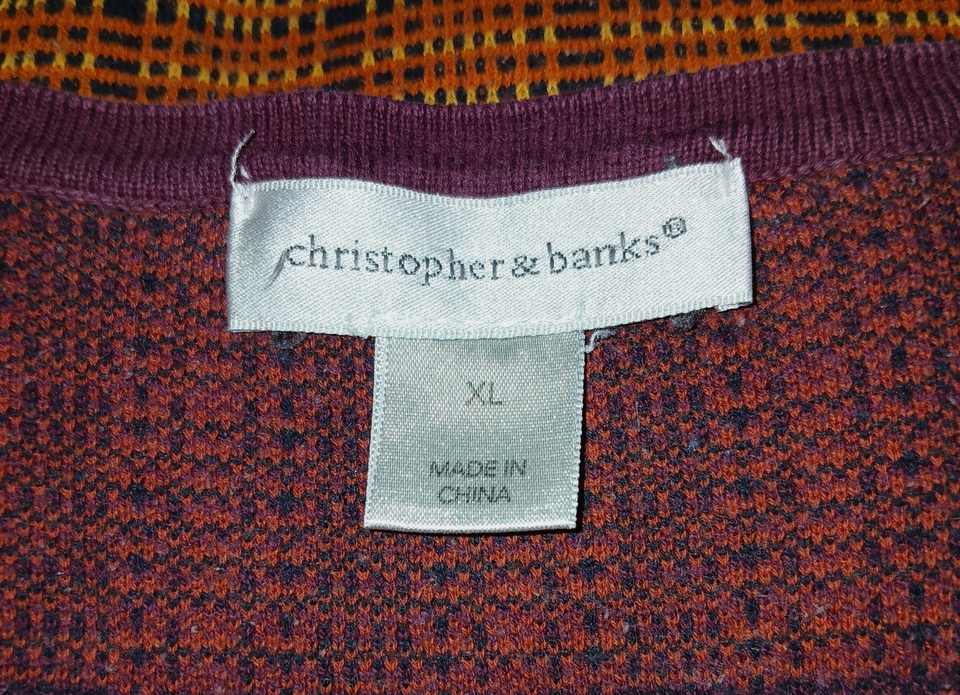 christopher & banks®
XL
MADE IN
CHINA